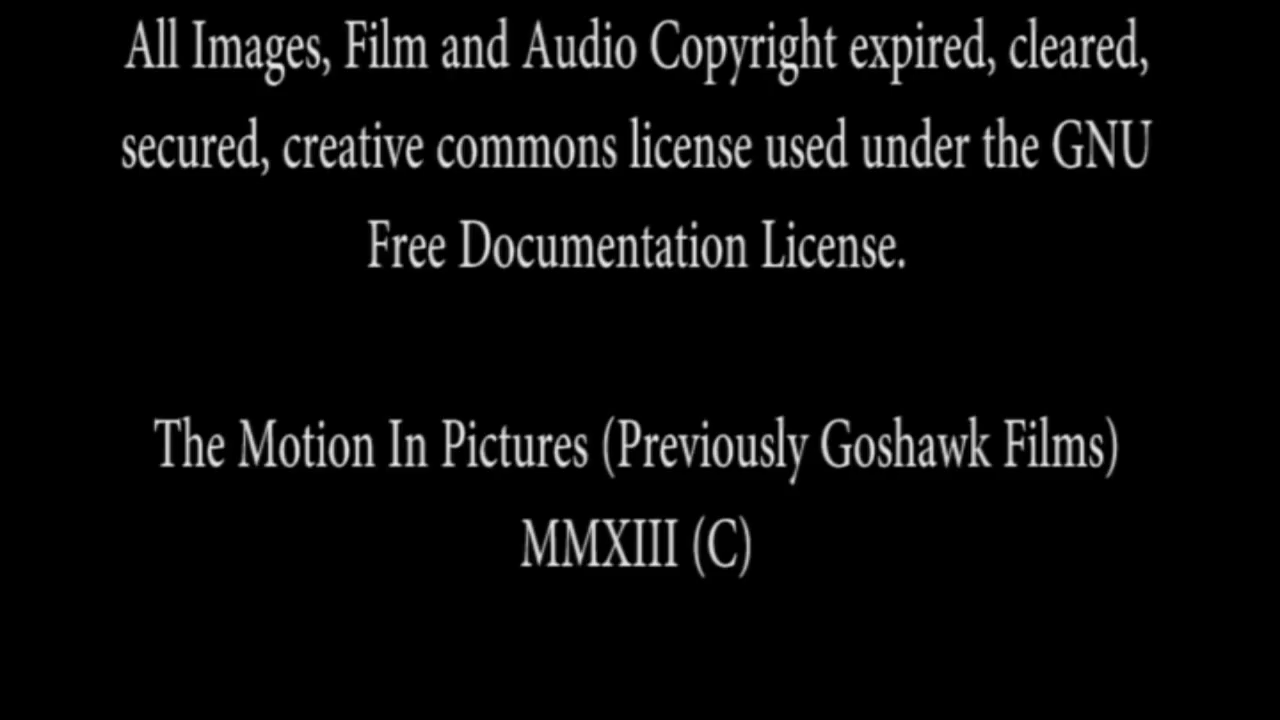 All Images, Film and Audio Copyright expired, cleared,
secured, creative commons license used under the GNU
Free Documentation License.
The Motion In Pictures (Previously Goshawk Films)
MMXIII (C)